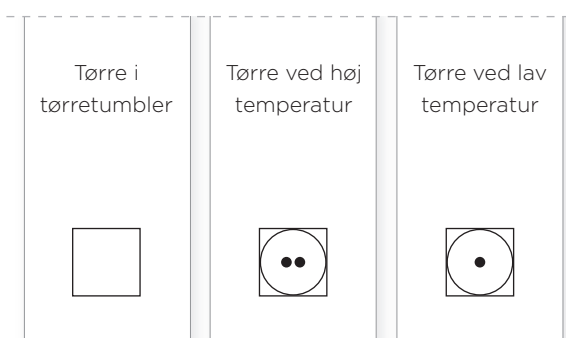 Tørre i
tørretumbler
Tørre ved høj
temperatur
Tørre ved lav
temperatur